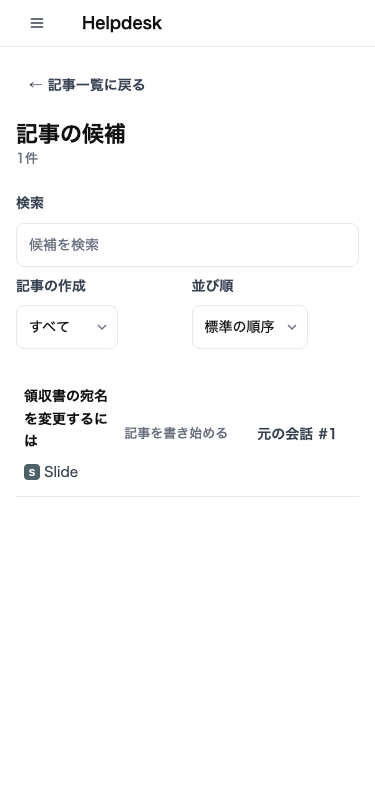 Helpdesk
← 記事一覧に戻る
記事の候補
1件
検索
候補を検索
記事の作成
並び順
すべて
標準の順序
領収書の宛名
を変更するに
は
記事を書き始める
元の会話 #1
S Slide